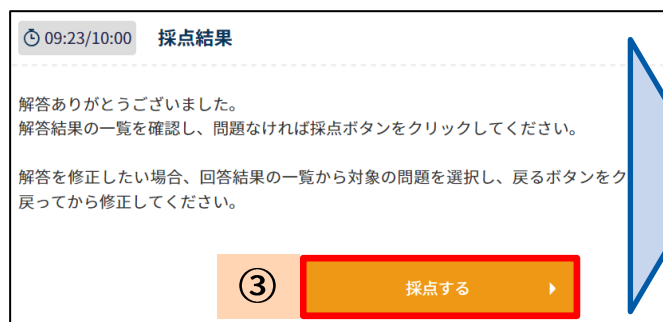 09:23/10:00 採点結果
解答ありがとうございました。
解答結果の一覧を確認し、問題なければ採点ボタンをクリックしてください。
解答を修正したい場合、回答結果の一覧から対象の問題を選択し、戻るボタンをク
戻ってから修正してください。
③ 採点する